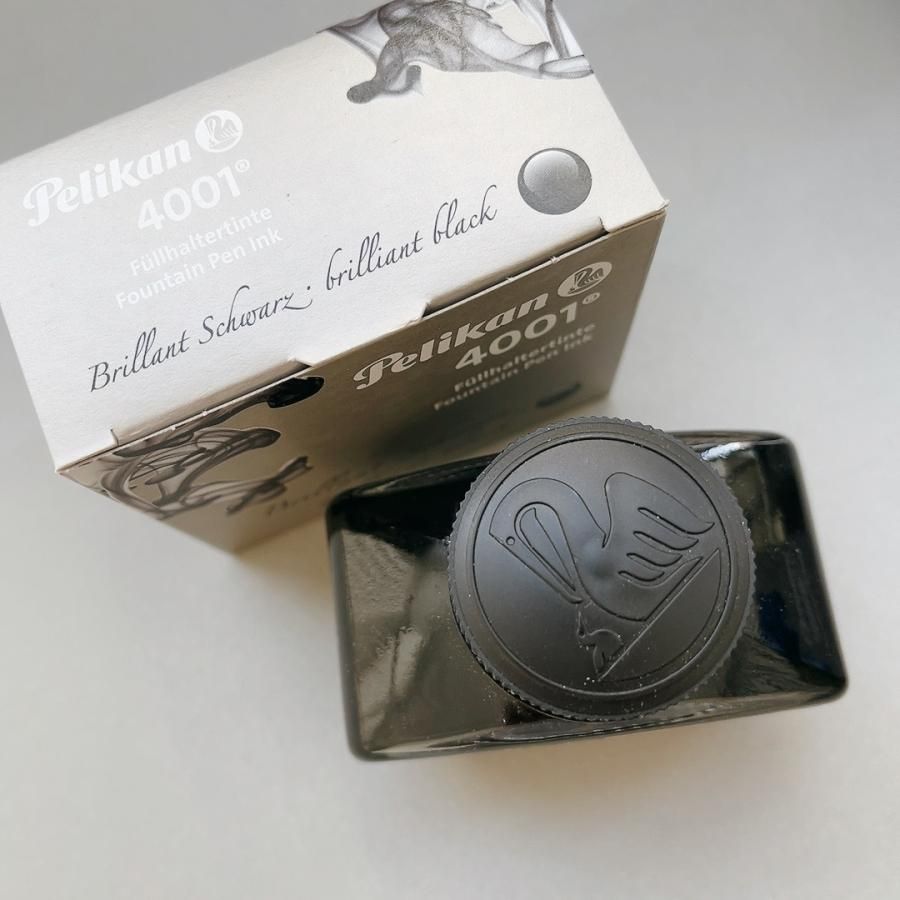 Pelikan
4001®
Füllhaltertinte
Fountain Pen Ink
Brillant Schwarz · brilliant black
Pelikan
4001®
Füllhaltertinte
Fountain Pen Ink